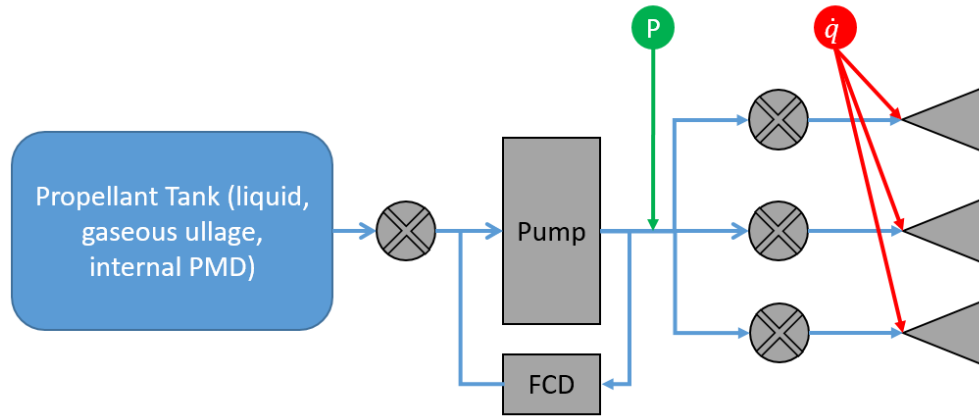 P
q̇
Propellant Tank (liquid,
gaseous ullage,
internal PMD)
Pump
FCD